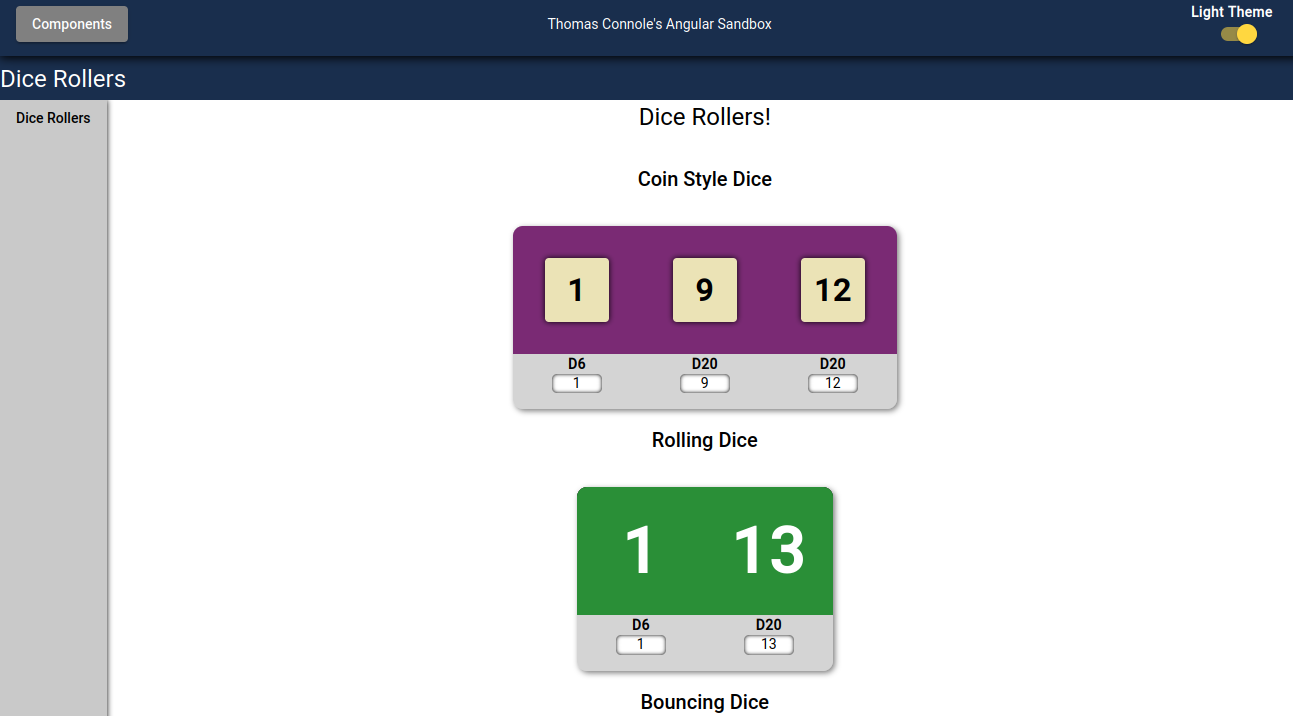 Components
Thomas Connole's Angular Sandbox
Light Theme
Dice Rollers
Dice Rollers
Dice Rollers!
Coin Style Dice
1 9 12
D6 D20 D20
1 9 12
Rolling Dice
1 13
D6 D20
1 13
Bouncing Dice